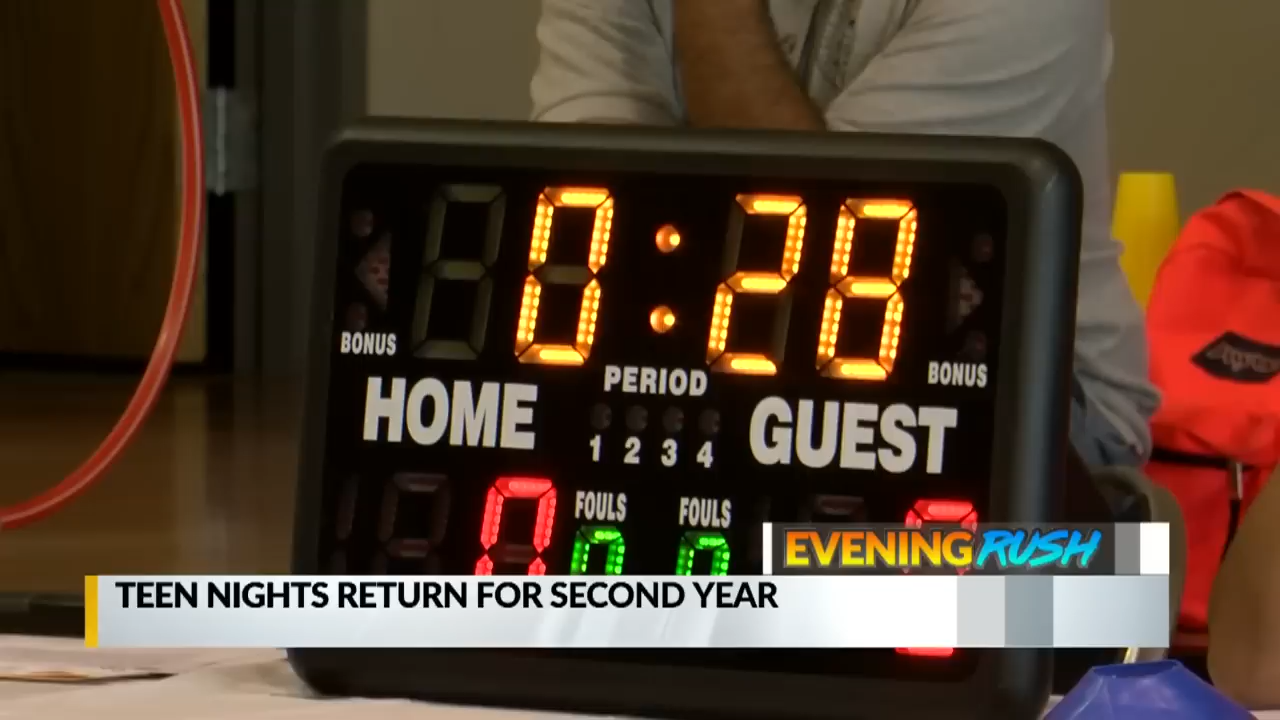 0:28
BONUS
BONUS
PERIOD
HOME
GUEST
1 2 3 4
FOULS
FOULS
0
EVENING RUSH
TEEN NIGHTS RETURN FOR SECOND YEAR